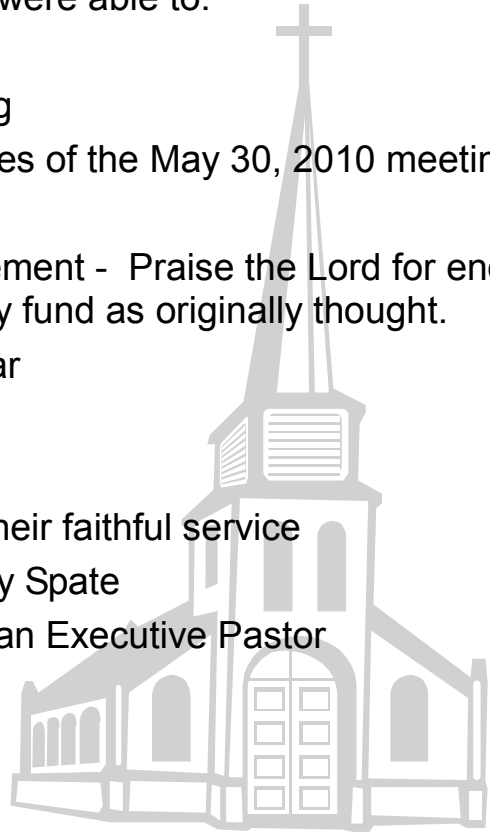 were able to:
g
es of the May 30, 2010 meetin
ement - Praise the Lord for en
y fund as originally thought.
ar
heir faithful service
y Spate
an Executive Pastor